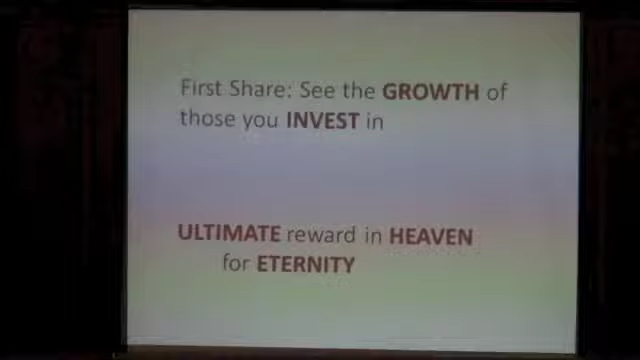 First Share: See the GROWTH of
those you INVEST in
ULTIMATE reward in HEAVEN
for ETERNITY